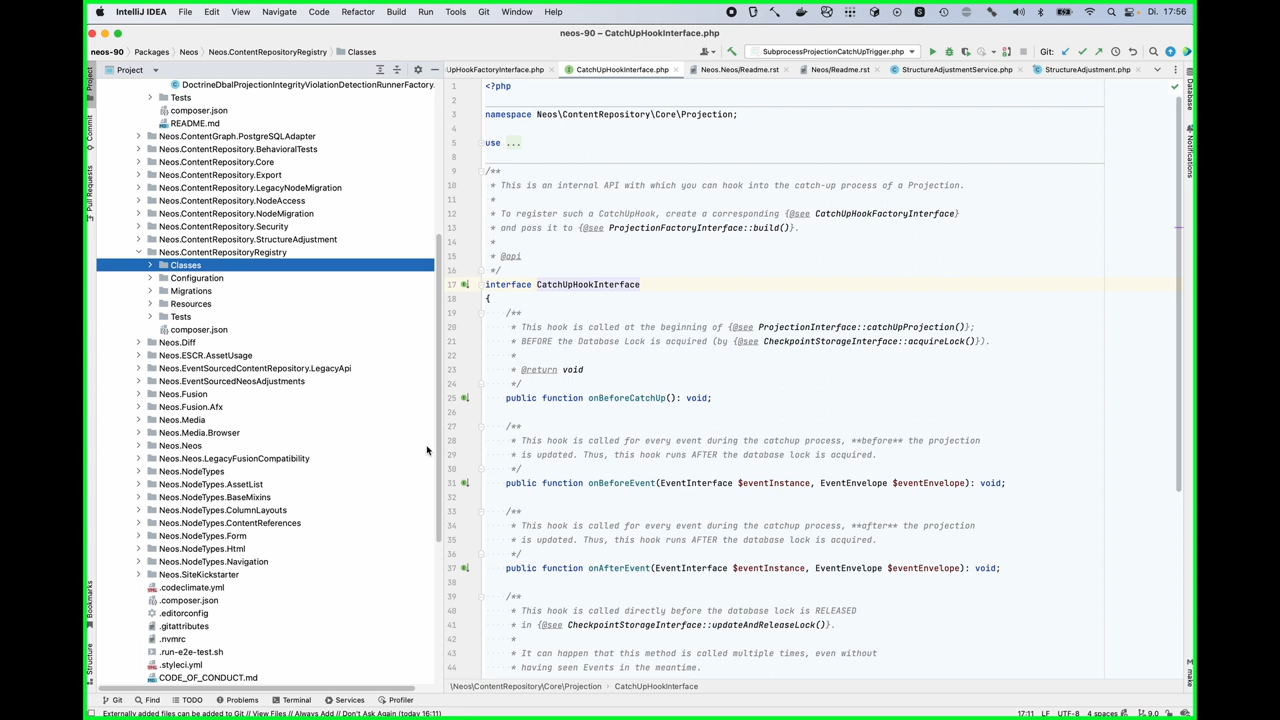 IntelliJ IDEA File Edit View Navigate Code Refactor Build Run Tools Git Window Help Di. 17:56
neos-90 – CatchUpHookInterface.php
neos-90 › Packages › Neos › Neos.ContentRepositoryRegistry › Classes SubprocessProjectionCatchUpTrigger.php Git:
Project
UpHookFactoryInterface.php CatchUpHookInterface.php Neos.Neos/Readme.rst Neos/Readme.rst StructureAdjustmentService.php StructureAdjustment.php
Project
Commit
Pull Requests
Bookmarks
Structure
DoctrineDbalProjectionIntegrityViolationDetectionRunnerFactory.
Tests
composer.json
README.md
Neos.ContentGraph.PostgreSQLAdapter
Neos.ContentRepository.BehavioralTests
Neos.ContentRepository.Core
Neos.ContentRepository.Export
Neos.ContentRepository.LegacyNodeMigration
Neos.ContentRepository.NodeAccess
Neos.ContentRepository.NodeMigration
Neos.ContentRepository.Security
Neos.ContentRepository.StructureAdjustment
Neos.ContentRepositoryRegistry
Classes
Configuration
Migrations
Resources
Tests
composer.json
Neos.Diff
Neos.ESCR.AssetUsage
Neos.EventSourcedContentRepository.LegacyApi
Neos.EventSourcedNeosAdjustments
Neos.Fusion
Neos.Fusion.Afx
Neos.Media
Neos.Media.Browser
Neos.Neos
Neos.Neos.LegacyFusionCompatibility
Neos.NodeTypes
Neos.NodeTypes.AssetList
Neos.NodeTypes.BaseMixins
Neos.NodeTypes.ColumnLayouts
Neos.NodeTypes.ContentReferences
Neos.NodeTypes.Form
Neos.NodeTypes.Html
Neos.NodeTypes.Navigation
Neos.SiteKickstarter
.codeclimate.yml
.composer.json
.editorconfig
.gitattributes
.nvmrc
.run-e2e-test.sh
.styleci.yml
CODE_OF_CONDUCT.md
1 <?php
2
3 namespace Neos\ContentRepository\Core\Projection;
4
5 use ...
8
9 /**
10 * This is an internal API with which you can hook into the catch-up process of a Projection.
11 *
12 * To register such a CatchUpHook, create a corresponding {@see CatchUpHookFactoryInterface}
13 * and pass it to {@see ProjectionFactoryInterface::build()}.
14 *
15 * @api
16 */
17 interface CatchUpHookInterface
18 {
19 /**
20 * This hook is called at the beginning of {@see ProjectionInterface::catchUpProjection()};
21 * BEFORE the Database Lock is acquired (by {@see CheckpointStorageInterface::acquireLock()}).
22 *
23 * @return void
24 */
25 public function onBeforeCatchUp(): void;
26
27 /**
28 * This hook is called for every event during the catchup process, **before** the projection
29 * is updated. Thus, this hook runs AFTER the database lock is acquired.
30 */
31 public function onBeforeEvent(EventInterface $eventInstance, EventEnvelope $eventEnvelope): void;
32
33 /**
34 * This hook is called for every event during the catchup process, **after** the projection
35 * is updated. Thus, this hook runs AFTER the database lock is acquired.
36 */
37 public function onAfterEvent(EventInterface $eventInstance, EventEnvelope $eventEnvelope): void;
38
39 /**
40 * This hook is called directly before the database lock is RELEASED
41 * in {@see CheckpointStorageInterface::updateAndReleaseLock()}.
42 *
43 * It can happen that this method is called multiple times, even without
44 * having seen Events in the meantime.
Database
Notifications
make
\Neos\ContentRepository\Core\Projection › CatchUpHookInterface
Git Find TODO Problems Terminal Services Profiler
Externally added files can be added to Git // View Files // Always Add // Don't Ask Again (today 16:11) 17:11 LF UTF-8 4 spaces 9.0